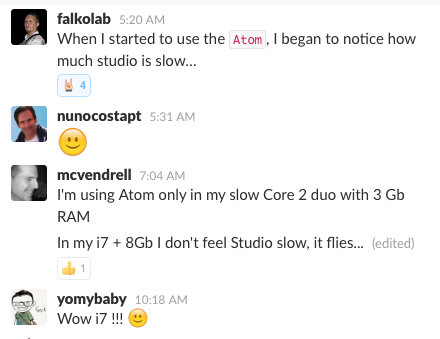 falkolab 5:20 AM
When I started to use the Atom, I began to notice how
much studio is slow...
4
nunocostapt 5:31 AM
mcvendrell 7:04 AM
I'm using Atom only in my slow Core 2 duo with 3 Gb
RAM
In my i7 + 8Gb I don't feel Studio slow, it flies... (edited)
1
yomybaby 10:18 AM
Wow i7 !!!